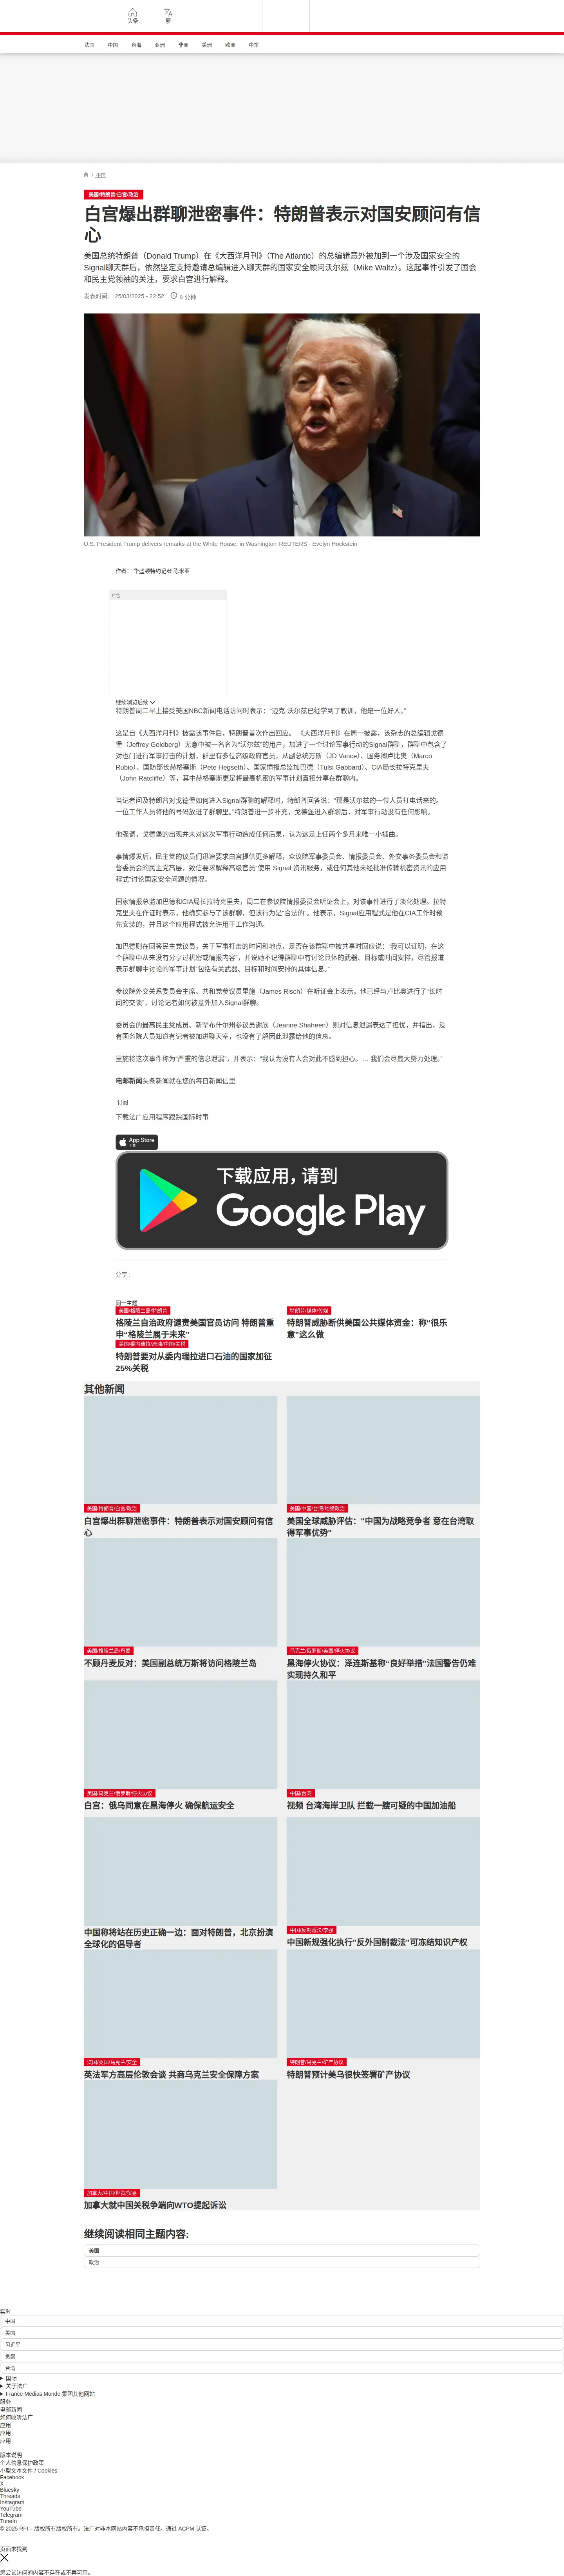 头条
繁
法国 中国 台海 亚洲 非洲 美洲 欧洲 中东
/ 中国
美国/特朗普/白宫/政治
白宫爆出群聊泄密事件：特朗普表示对国安顾问有信
心
美国总统特朗普（Donald Trump）在《大西洋月刊》（The Atlantic）的总编辑意外被加到一个涉及国家安全的
Signal聊天群后，依然坚定支持邀请总编辑进入聊天群的国家安全顾问沃尔兹（Mike Waltz）。这起事件引发了国会
和民主党领袖的关注，要求白宫进行解释。
发表时间： 25/03/2025 - 22:52 8 分钟
U.S. President Trump delivers remarks at the White House, in Washington REUTERS - Evelyn Hockstein
作者： 华盛顿特约记者 陈米亚
广告
继续浏览后续
特朗普周二早上接受美国NBC新闻电话访问时表示：“迈克·沃尔兹已经学到了教训，他是一位好人。”
这是自《大西洋月刊》披露该事件后，特朗普首次作出回应。 《大西洋月刊》在周一披露，该杂志的总编辑戈德
堡（Jeffrey Goldberg）无意中被一名名为“沃尔兹”的用户，加进了一个讨论军事行动的Signal群聊，群聊中包含了
对也门进行军事打击的计划，群里有多位高级政府官员，从副总统万斯（JD Vance）、国务卿卢比奥（Marco
Rubio）、国防部长赫格塞斯（Pete Hegseth）、国家情报总监加巴德（Tulsi Gabbard）、CIA局长拉特克里夫
（John Ratcliffe）等，其中赫格塞斯更是将最高机密的军事计划直接分享在群聊内。
当记者问及特朗普对戈德堡如何进入Signal群聊的解释时，特朗普回答说：“那是沃尔兹的一位人员打电话来的。
一位工作人员将他的号码放进了群聊里。”特朗普进一步补充，戈德堡进入群聊后，对军事行动没有任何影响。
他强调，戈德堡的出现并未对这次军事行动造成任何后果，认为这是上任两个多月来唯一小插曲。
事情爆发后，民主党的议员们迅速要求白宫提供更多解释，众议院军事委员会、情报委员会、外交事务委员会和监
督委员会的民主党高层，致信要求解释高级官员“使用 Signal 资讯服务，或任何其他未经批准传输机密资讯的应用
程式”讨论国家安全问题的情况。
国家情报总监加巴德和CIA局长拉特克里夫，周二在参议院情报委员会听证会上，对该事件进行了淡化处理。拉特
克里夫在作证时表示，他确实参与了该群聊，但该行为是“合法的”。他表示，Signal应用程式是他在CIA工作时预
先安装的，并且这个应用程式被允许用于工作沟通。
加巴德则在回答民主党议员，关于军事打击的时间和地点，是否在该群聊中被共享时回应说：“我可以证明，在这
个群聊中从来没有分享过机密或情报内容”，并说她不记得群聊中有讨论具体的武器、目标或时间安排，尽管报道
表示群聊中讨论的军事计划“包括有关武器、目标和时间安排的具体信息。”
参议院外交关系委员会主席、共和党参议员里施（James Risch）在听证会上表示，他已经与卢比奥进行了“长时
间的交谈”，讨论记者如何被意外加入Signal群聊。
委员会的最高民主党成员、新罕布什尔州参议员谢欣（Jeanne Shaheen）则对信息泄漏表达了担忧，并指出，没
有国务院人员知道有记者被加进聊天室，也没有了解因此泄露给他的信息。
里施将这次事件称为“严重的信息泄漏”，并表示：“我认为没有人会对此不感到担心。… 我们会尽最大努力处理。”
电邮新闻头条新闻就在您的每日新闻信里
订阅
下载法广应用程序跟踪国际时事
App Store
下载
下载应用，请到
Google Play
分享 :
同一主题
美国/格陵兰岛/特朗普
格陵兰自治政府谴责美国官员访问 特朗普重
申“格陵兰属于未来”
特朗普/媒体/传媒
特朗普威胁断供美国公共媒体资金：称“很乐
意”这么做
美国/委内瑞拉/原油/中国/关税
特朗普要对从委内瑞拉进口石油的国家加征
25%关税
其他新闻
美国/特朗普/白宫/政治
白宫爆出群聊泄密事件：特朗普表示对国安顾问有信
心
美国/中国/台湾/地缘政治
美国全球威胁评估："中国为战略竞争者 意在台湾取
得军事优势"
美国/格陵兰岛/丹麦
不顾丹麦反对：美国副总统万斯将访问格陵兰岛
乌克兰/俄罗斯/美国/停火协议
黑海停火协议：泽连斯基称“良好举措”法国警告仍难
实现持久和平
美国/乌克兰/俄罗斯/停火协议
白宫：俄乌同意在黑海停火 确保航运安全
中国/台湾
视频 台湾海岸卫队 拦截一艘可疑的中国加油船
中国称将站在历史正确一边：面对特朗普，北京扮演
全球化的倡导者
中国/反制裁法/李强
中国新规强化执行“反外国制裁法”可冻结知识产权
法国/英国/乌克兰/安全
英法军方高层伦敦会谈 共商乌克兰安全保障方案
特朗普/乌克兰/矿产协议
特朗普预计美乌很快签署矿产协议
加拿大/中国/世贸/贸易
加拿大就中国关税争端向WTO提起诉讼
继续阅读相同主题内容:
美国
政治
实时
中国
美国
习近平
贪腐
台湾
国际
关于法广
France Médias Monde 集团其他网站
服务
电邮新闻
如何收听法广
应用
应用
应用
版本说明
个人信息保护政策
小型文本文件 / Cookies
Facebook
X
Bluesky
Threads
Instagram
YouTube
Telegram
TuneIn
© 2025 RFI – 版权所有版权所有。法广对非本网站内容不承担责任。通过 ACPM 认证。
页面未找到
您尝试访问的内容不存在或不再可用。